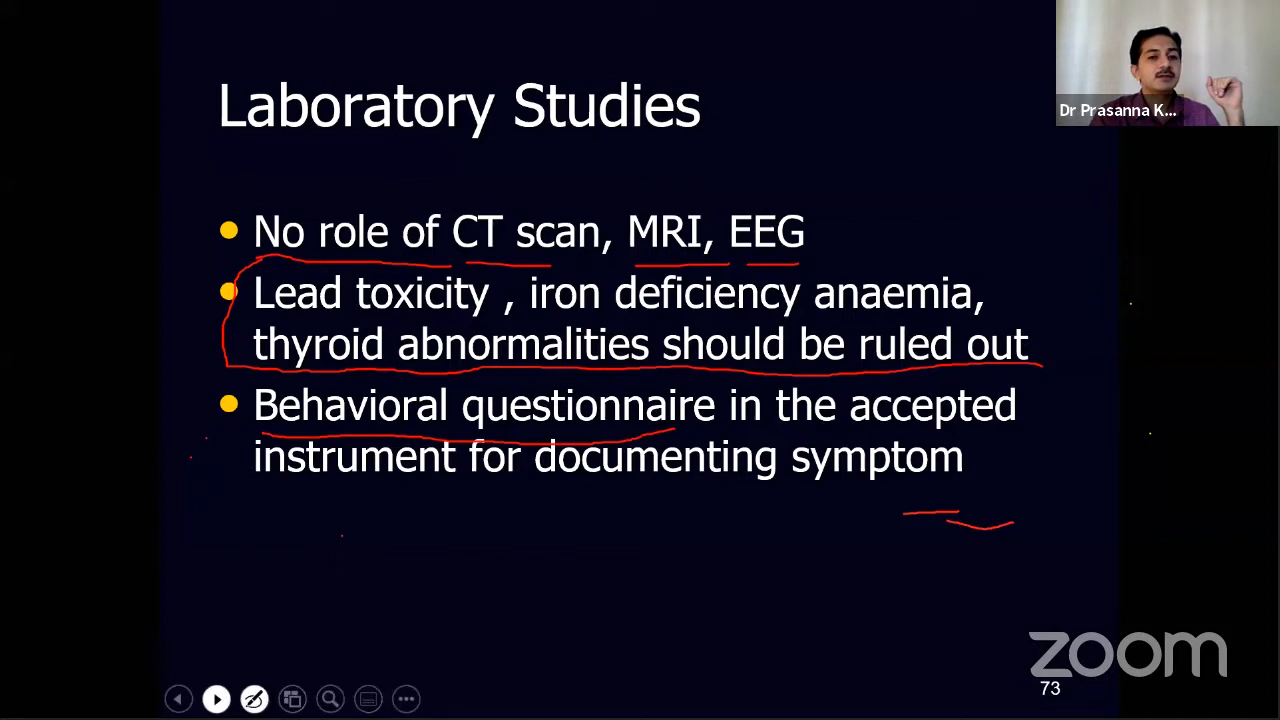 Laboratory Studies
Dr Prasanna K...
No role of CT scan, MRI, EEG
Lead toxicity , iron deficiency anaemia,
thyroid abnormalities should be ruled out
Behavioral questionnaire in the accepted
instrument for documenting symptom
zoom
73